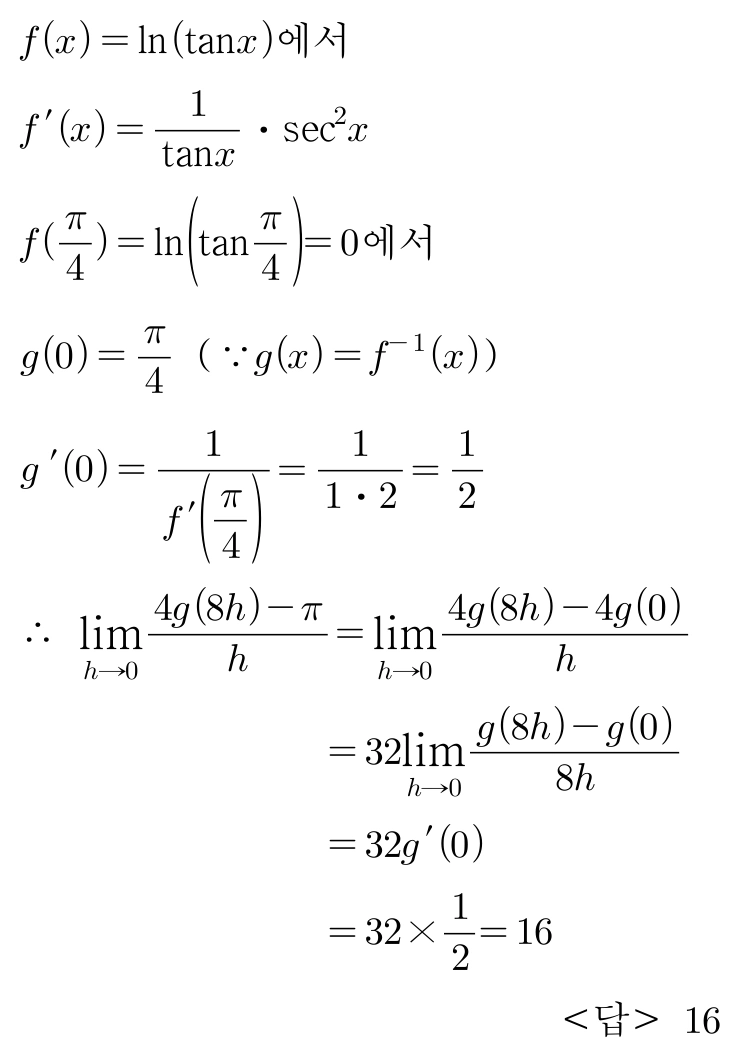 f(x) = ln(tanx)에서
f′(x) = 1/tanx · sec²x
f(π/4) = ln(tan π/4) = 0에서
g(0) = π/4 ( ∵ g(x) = f⁻¹(x) )
g′(0) = 1/f′(π/4) = 1/(1 · 2) = 1/2
∴ lim_{h→0} (4g(8h) − π)/h = lim_{h→0} (4g(8h) − 4g(0))/h
= 32 lim_{h→0} (g(8h) − g(0))/8h
= 32g′(0)
= 32 × 1/2 = 16
<답> 16